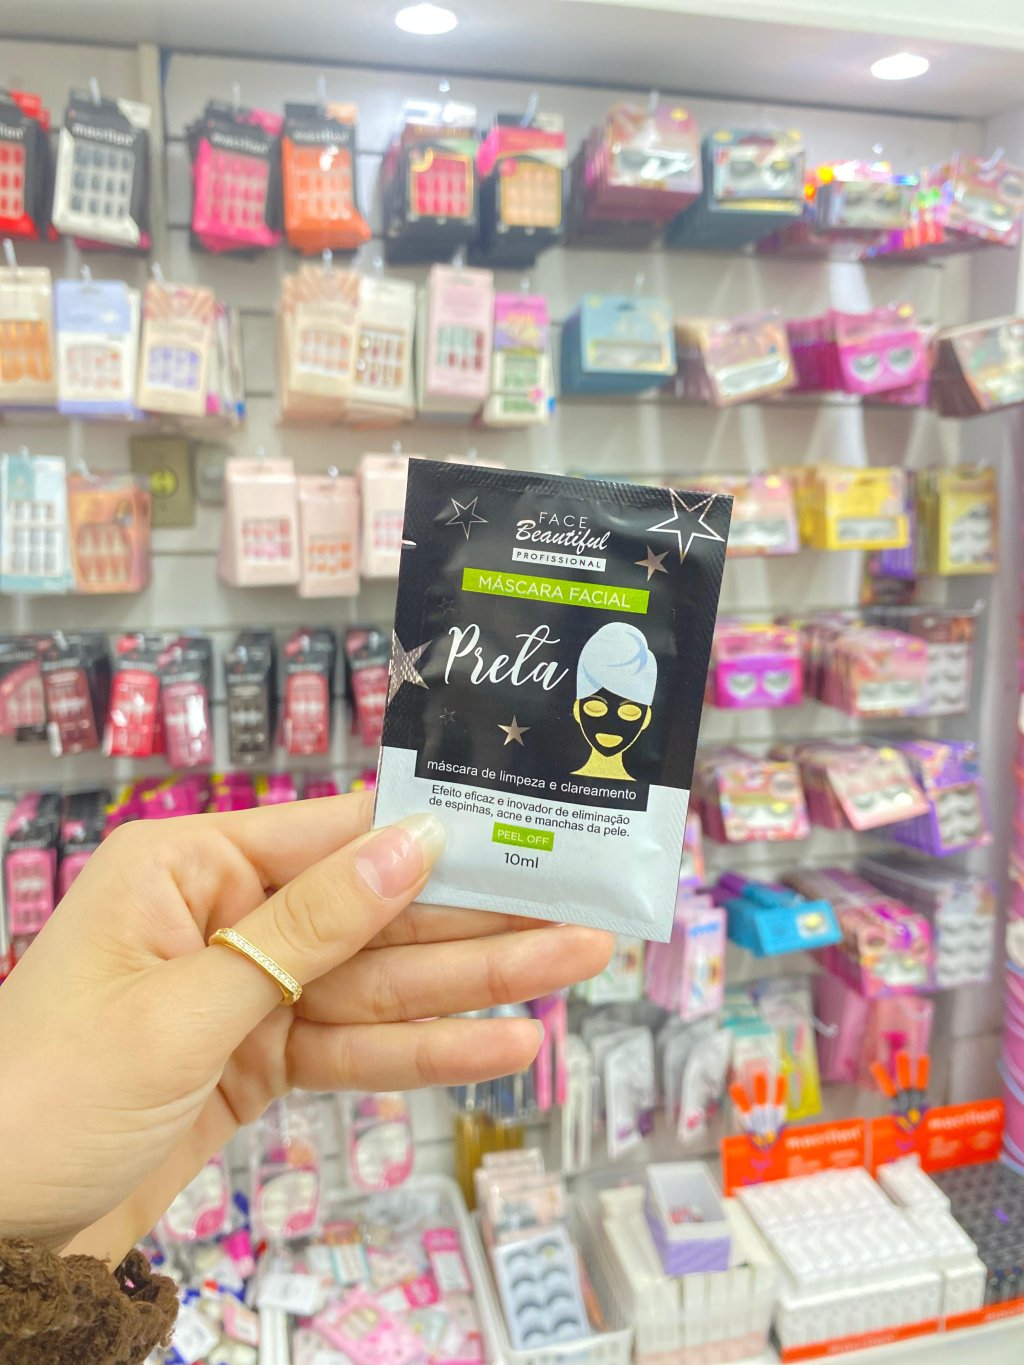 FACE
Beautiful
PROFISSIONAL
MÁSCARA FACIAL
Preta
máscara de limpeza e clareamento
Efeito eficaz e inovador de eliminação
de espinhas, acne e manchas da pele.
PEEL OFF
10ml
macrilan